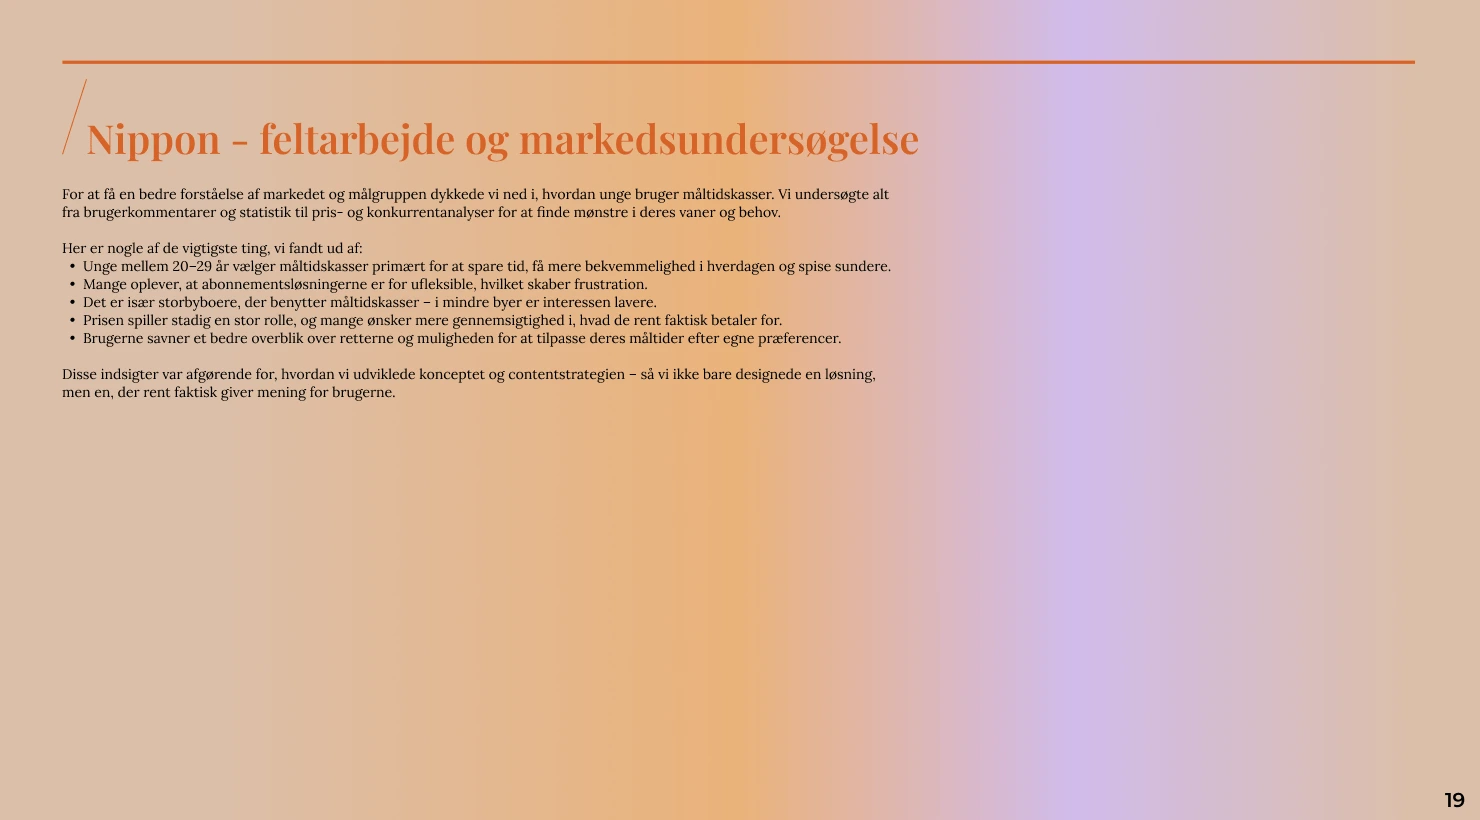 Nippon - feltarbejde og markedsundersøgelse
For at få en bedre forståelse af markedet og målgruppen dykkede vi ned i, hvordan unge bruger måltidskasser. Vi undersøgte alt
fra brugerkommentarer og statistik til pris- og konkurrentanalyser for at finde mønstre i deres vaner og behov.
Her er nogle af de vigtigste ting, vi fandt ud af:
• Unge mellem 20–29 år vælger måltidskasser primært for at spare tid, få mere bekvemmelighed i hverdagen og spise sundere.
• Mange oplever, at abonnementsløsningerne er for ufleksible, hvilket skaber frustration.
• Det er især storbyboere, der benytter måltidskasser – i mindre byer er interessen lavere.
• Prisen spiller stadig en stor rolle, og mange ønsker mere gennemsigtighed i, hvad de rent faktisk betaler for.
• Brugerne savner et bedre overblik over retterne og muligheden for at tilpasse deres måltider efter egne præferencer.
Disse indsigter var afgørende for, hvordan vi udviklede konceptet og contentstrategien – så vi ikke bare designede en løsning,
men en, der rent faktisk giver mening for brugerne.
19